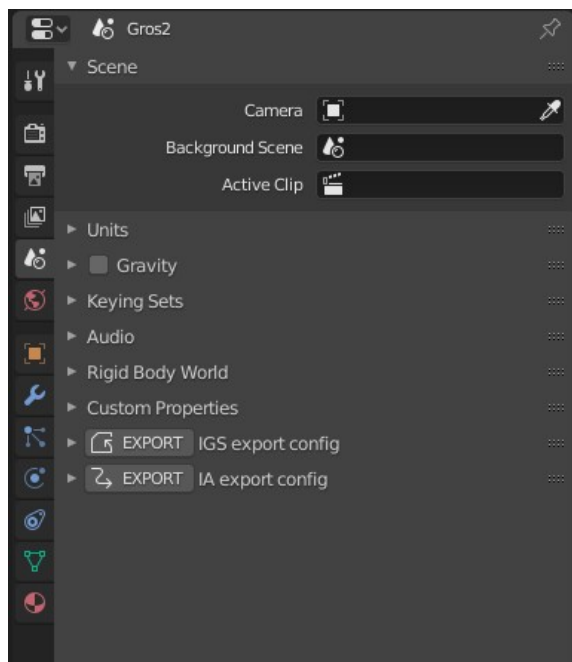 Gros2
Scene
Camera
Background Scene
Active Clip
Units
Gravity
Keying Sets
Audio
Rigid Body World
Custom Properties
EXPORT IGS export config
EXPORT IA export config